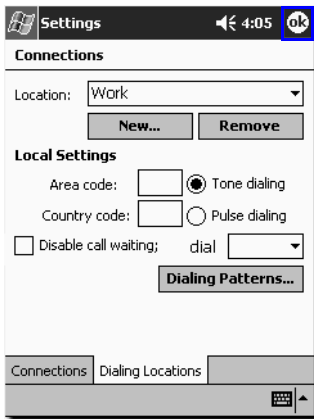 Settings 4:05 ok
Connections
Location: Work
New... Remove
Local Settings
Area code: Tone dialing
Country code: Pulse dialing
Disable call waiting; dial
Dialing Patterns...
Connections Dialing Locations